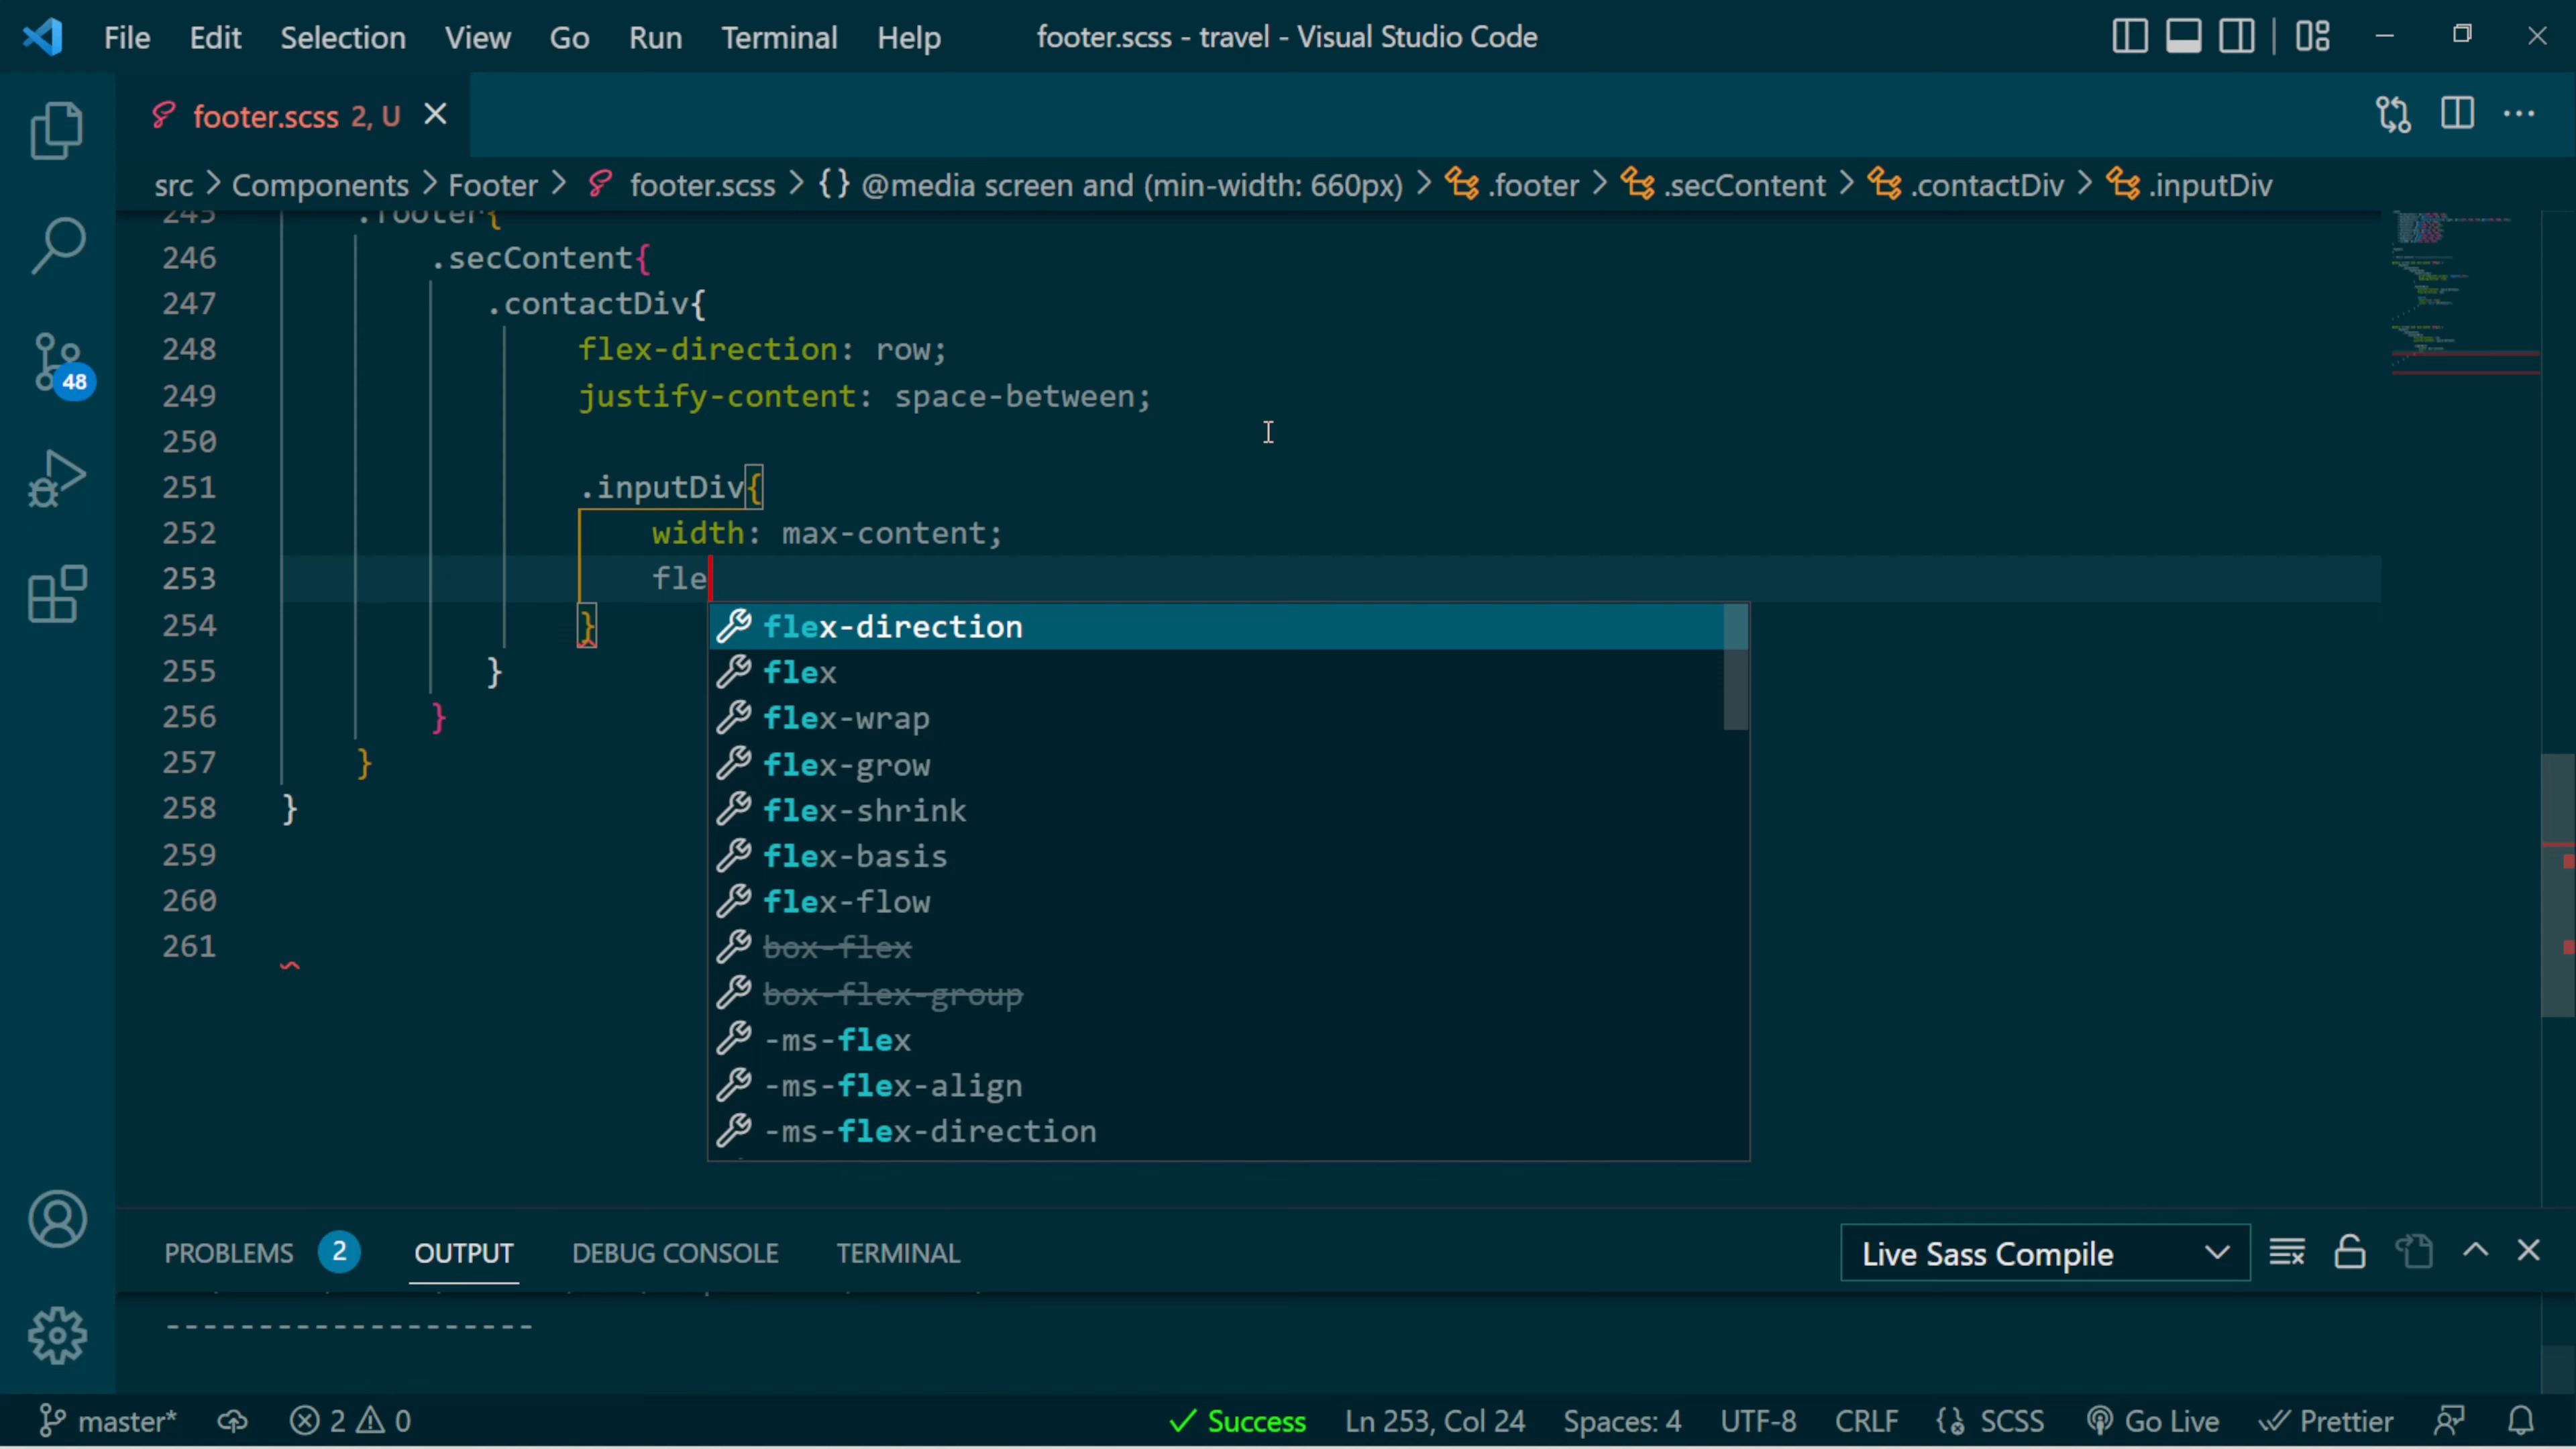 File Edit Selection View Go Run Terminal Help footer.scss - travel - Visual Studio Code
footer.scss 2, U
src > Components > Footer > footer.scss > {} @media screen and (min-width: 660px) > .footer > .secContent > .contactDiv > .inputDiv
245 .footer{
246 .secContent{
247 .contactDiv{
248 flex-direction: row;
249 justify-content: space-between;
250
251 .inputDiv{
252 width: max-content;
253 fle
254 }
255 }
256 }
257 }
258 }
259
260
261
flex-direction
flex
flex-wrap
flex-grow
flex-shrink
flex-basis
flex-flow
box-flex
box-flex-group
-ms-flex
-ms-flex-align
-ms-flex-direction
48
PROBLEMS 2 OUTPUT DEBUG CONSOLE TERMINAL Live Sass Compile
--------------------
master* 2 0 Success Ln 253, Col 24 Spaces: 4 UTF-8 CRLF SCSS Go Live Prettier